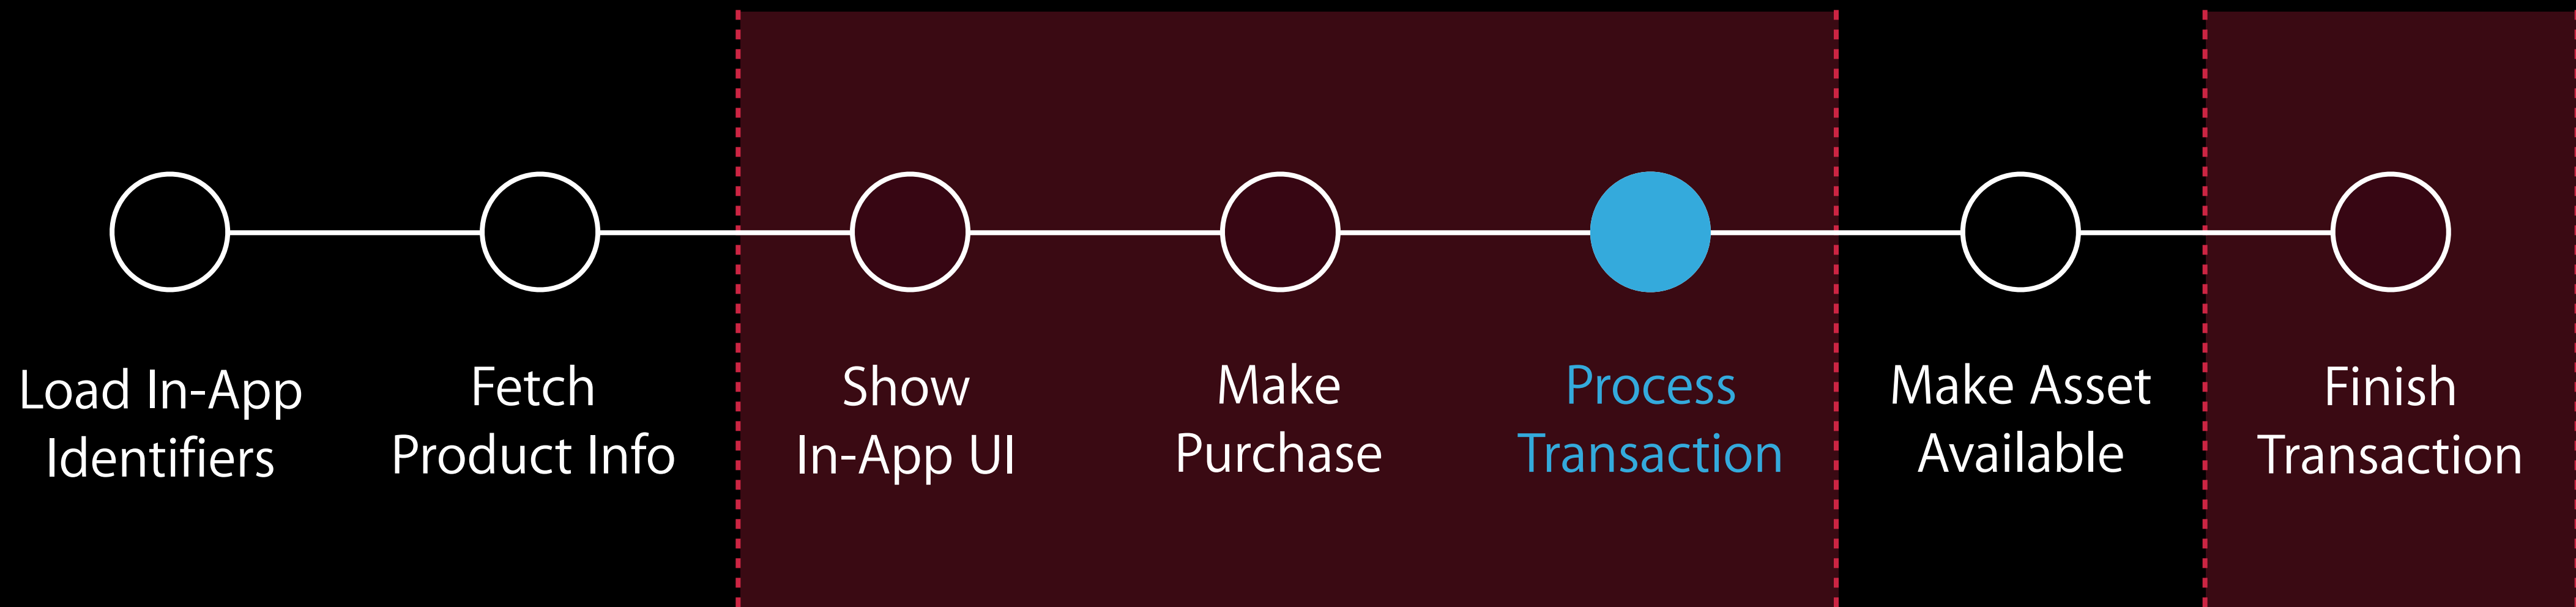 Load In-App
Identifiers
Fetch
Product Info
Show
In-App UI
Make
Purchase
Process
Transaction
Make Asset
Available
Finish
Transaction